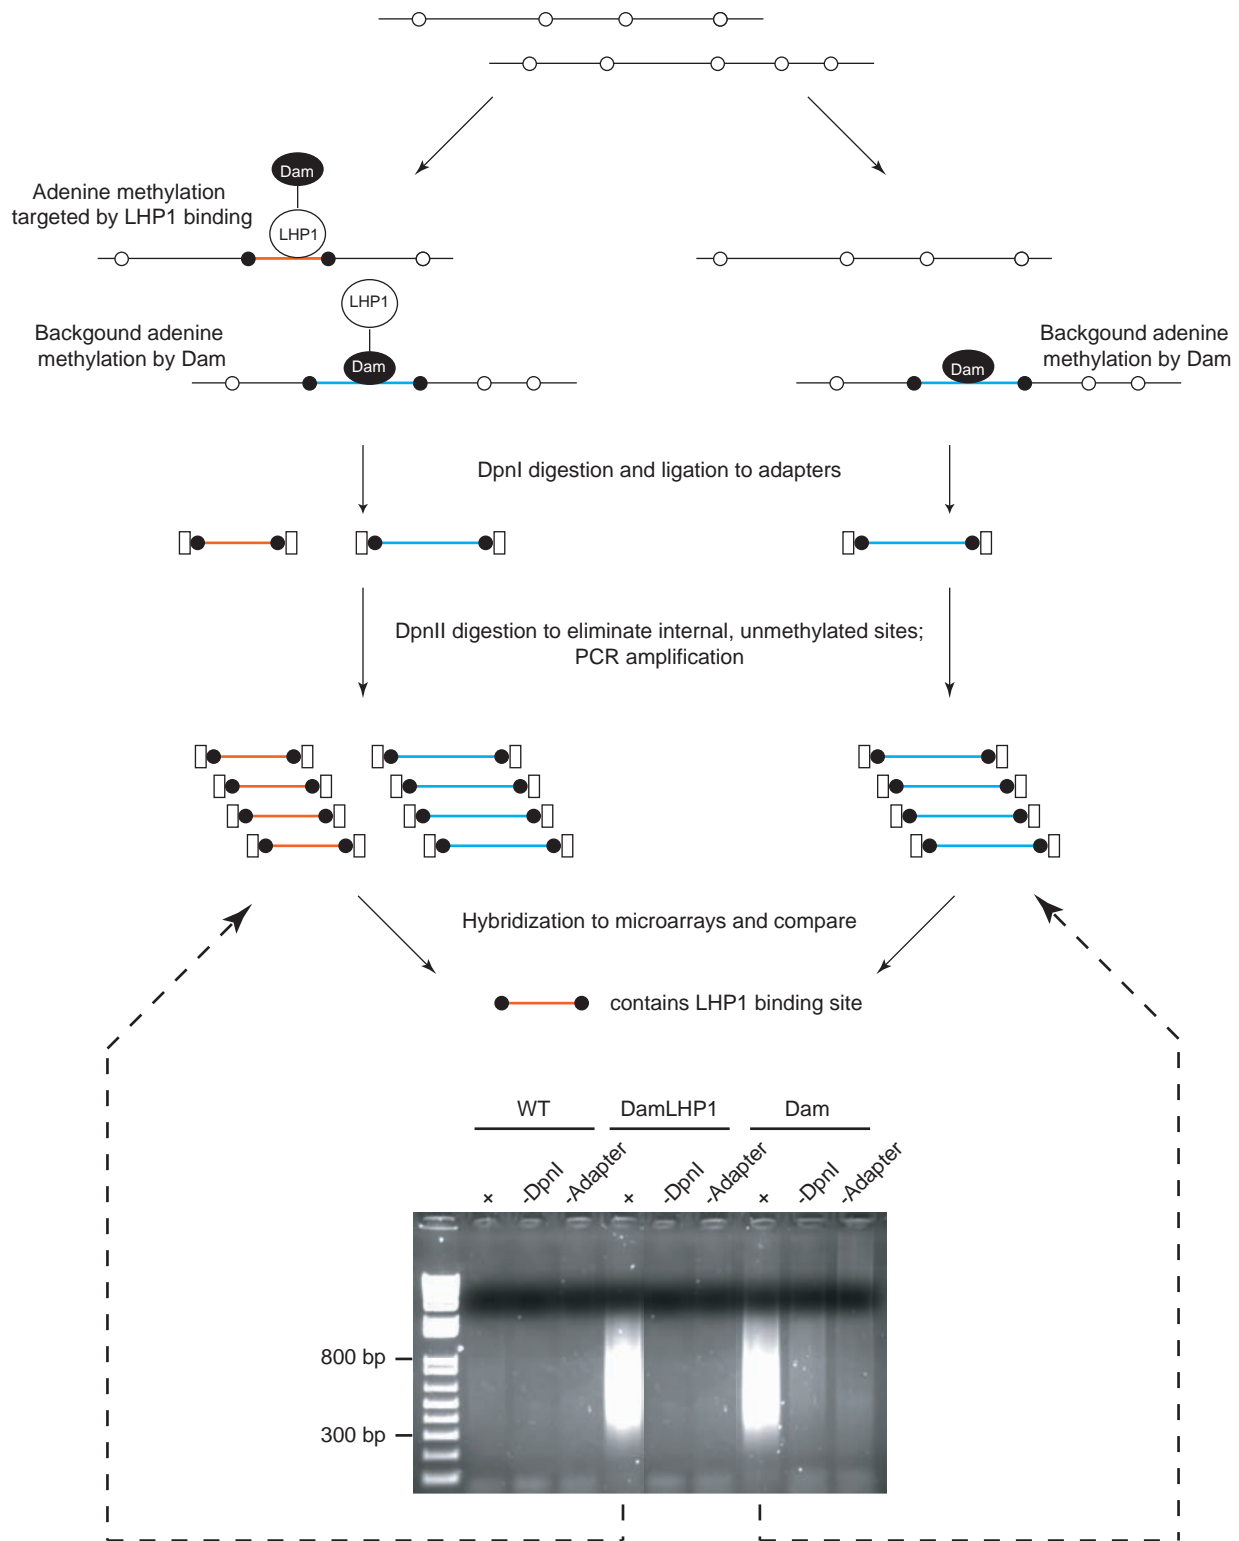 Dam
Adenine methylation
targeted by LHP1 binding
LHP1
LHP1
Backgound adenine
methylation by Dam
Dam
Dam
Backgound adenine
methylation by Dam
DpnI digestion and ligation to adapters
DpnII digestion to eliminate internal, unmethylated sites;
PCR amplification
Hybridization to microarrays and compare
contains LHP1 binding site
WT DamLHP1 Dam
+ -DpnI -Adapter + -DpnI -Adapter + -DpnI -Adapter
800 bp
300 bp